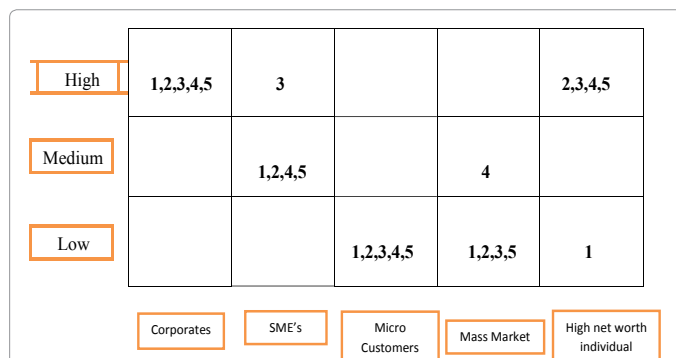 High 1,2,3,4,5 3 2,3,4,5
Medium 1,2,4,5 4
Low 1,2,3,4,5 1,2,3,5 1
Corporates SME's Micro Customers Mass Market High net worth individual